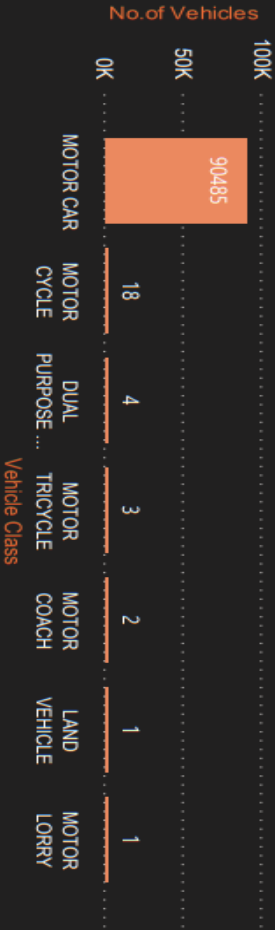 No.of Vehicles
100K
50K
0K
90485
18
4
3
2
1
1
MOTOR CAR
MOTOR
CYCLE
DUAL
PURPOSE ...
MOTOR
TRICYCLE
MOTOR
COACH
LAND
VEHICLE
MOTOR
LORRY
Vehicle Class